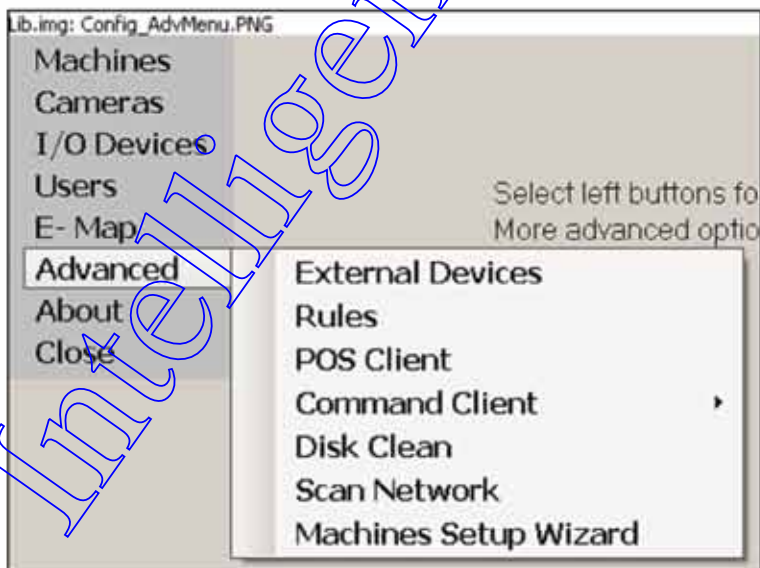 Lib.img: Config_AdvMenu.PNG
Machines
Cameras
I/O Devices
Users
E- Map
Advanced
About
Close
Select left buttons fo
More advanced optio
External Devices
Rules
POS Client
Command Client
Disk Clean
Scan Network
Machines Setup Wizard
Intellige